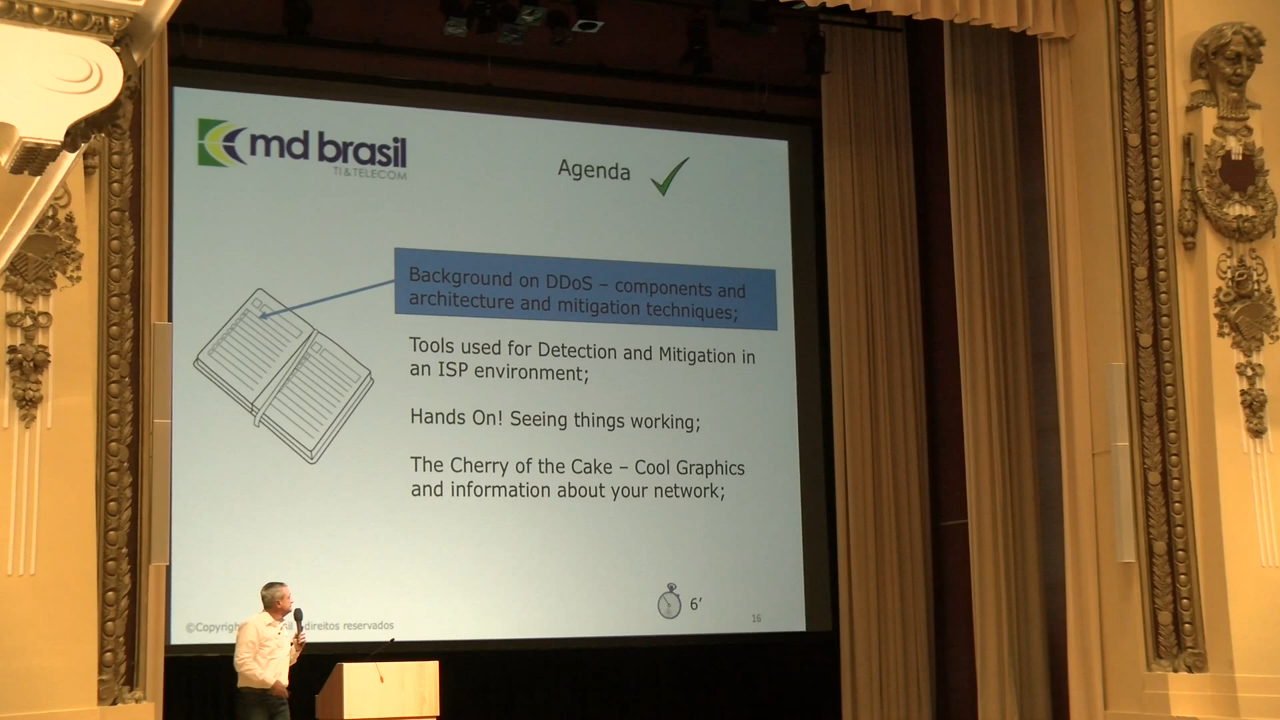 md brasil
TI & TELECOM
Agenda
Background on DDoS – components and
architecture and mitigation techniques;
Tools used for Detection and Mitigation in
an ISP environment;
Hands On! Seeing things working;
The Cherry of the Cake – Cool Graphics
and information about your network;
6’
16
direitos reservados